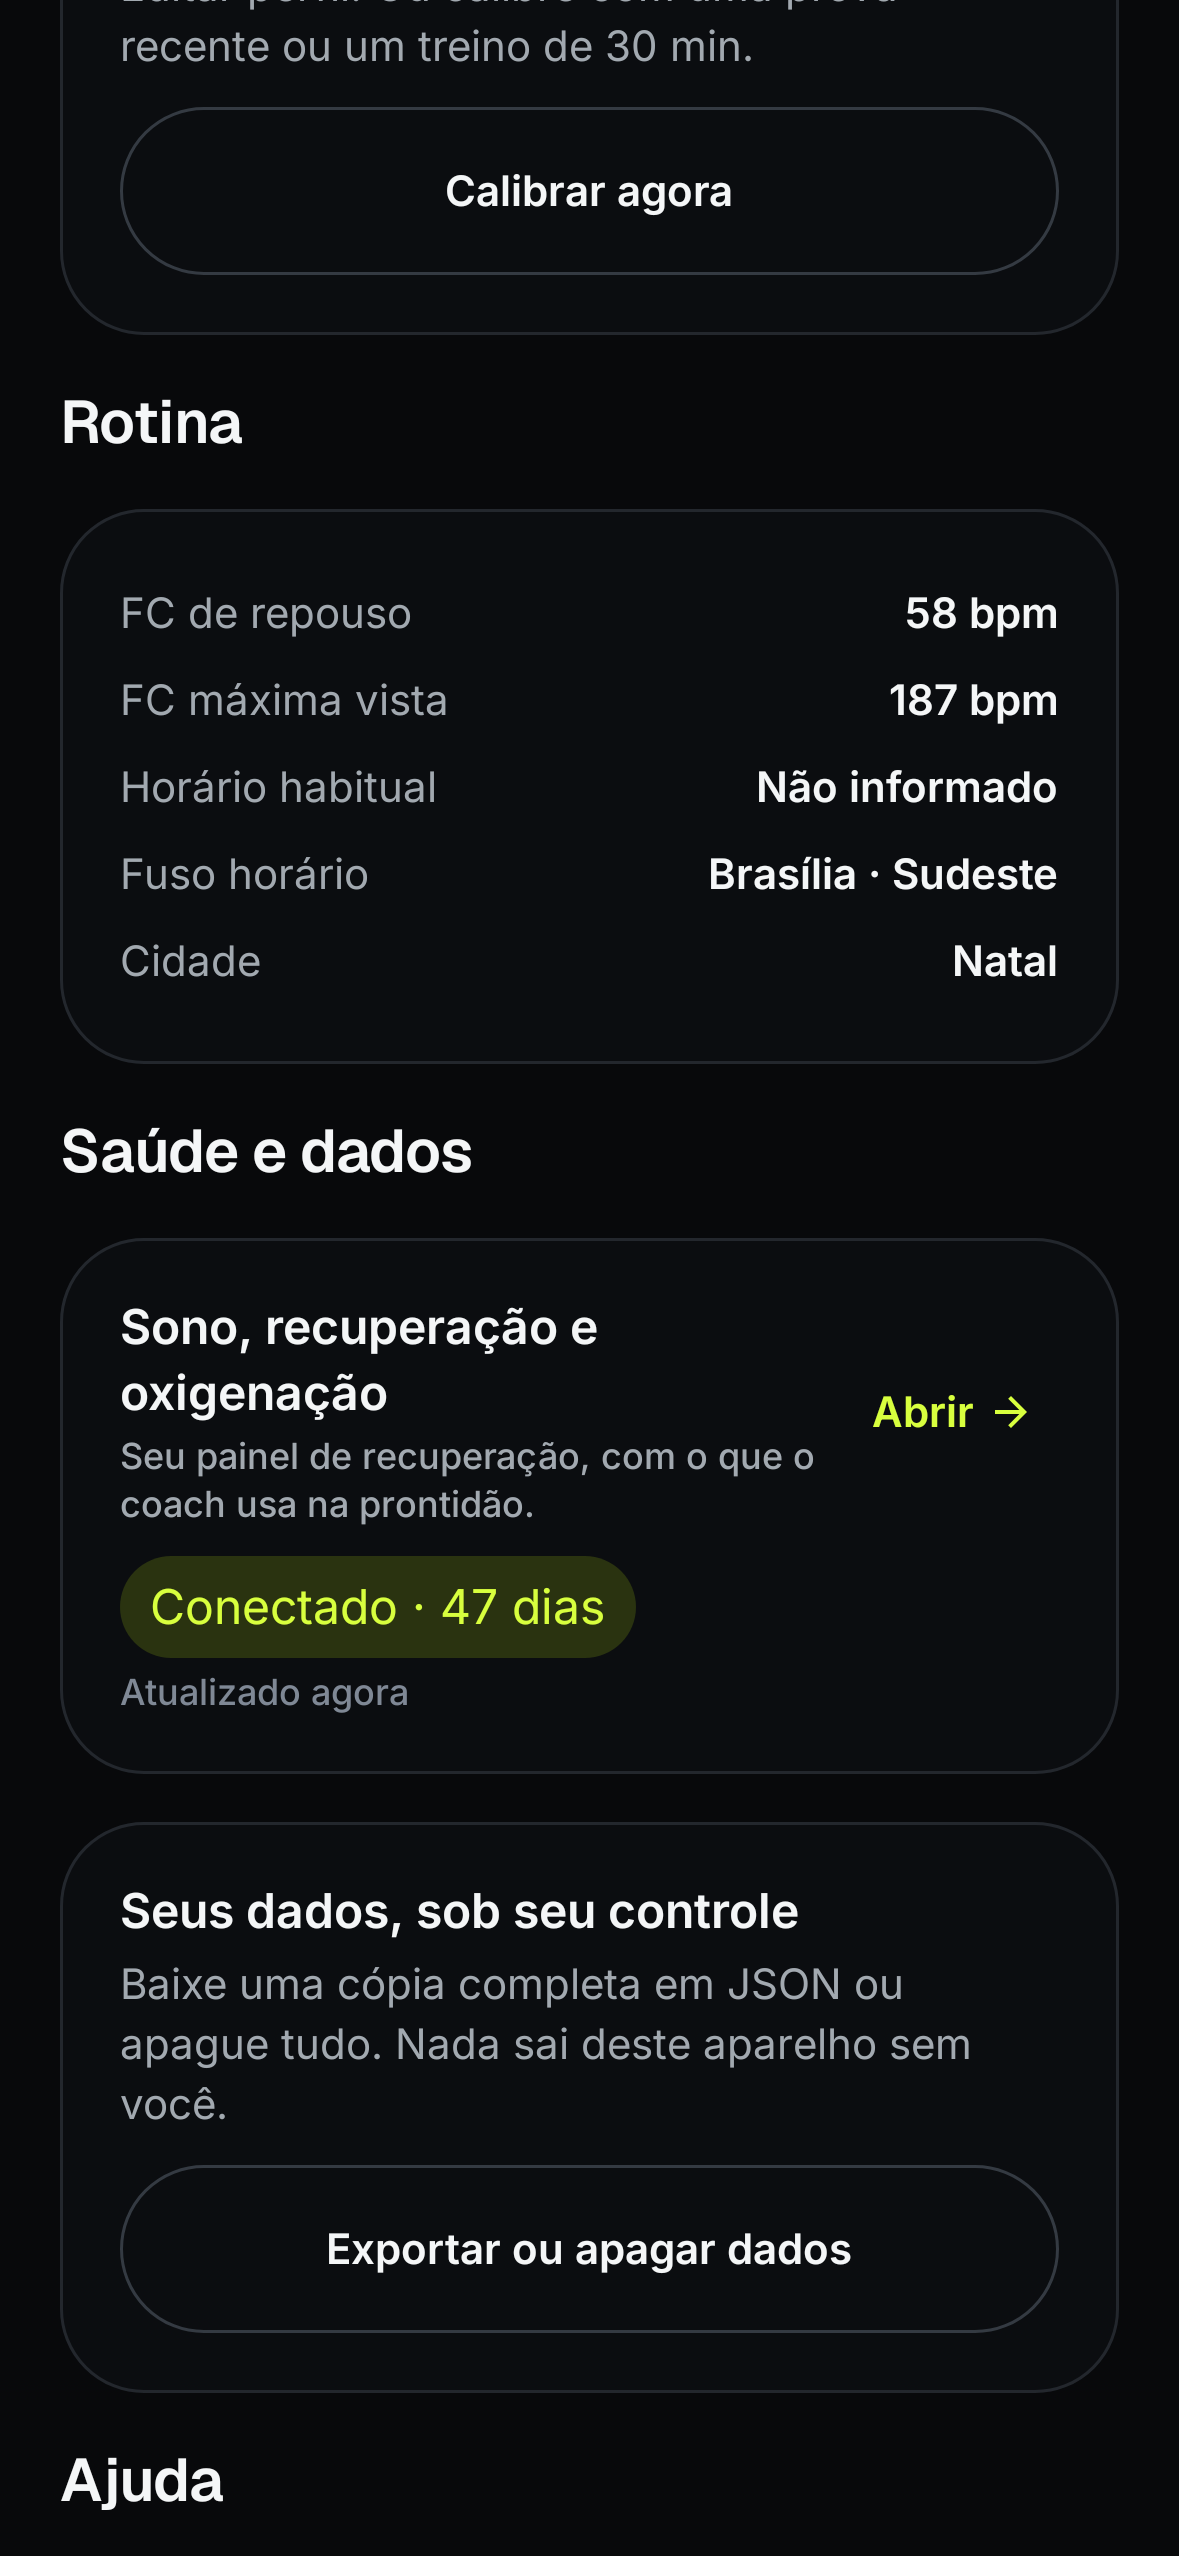 recente ou um treino de 30 min.
Calibrar agora
Rotina
FC de repouso 58 bpm
FC máxima vista 187 bpm
Horário habitual Não informado
Fuso horário Brasília · Sudeste
Cidade Natal
Saúde e dados
Sono, recuperação e
oxigenação
Abrir →
Seu painel de recuperação, com o que o
coach usa na prontidão.
Conectado · 47 dias
Atualizado agora
Seus dados, sob seu controle
Baixe uma cópia completa em JSON ou
apague tudo. Nada sai deste aparelho sem
você.
Exportar ou apagar dados
Ajuda